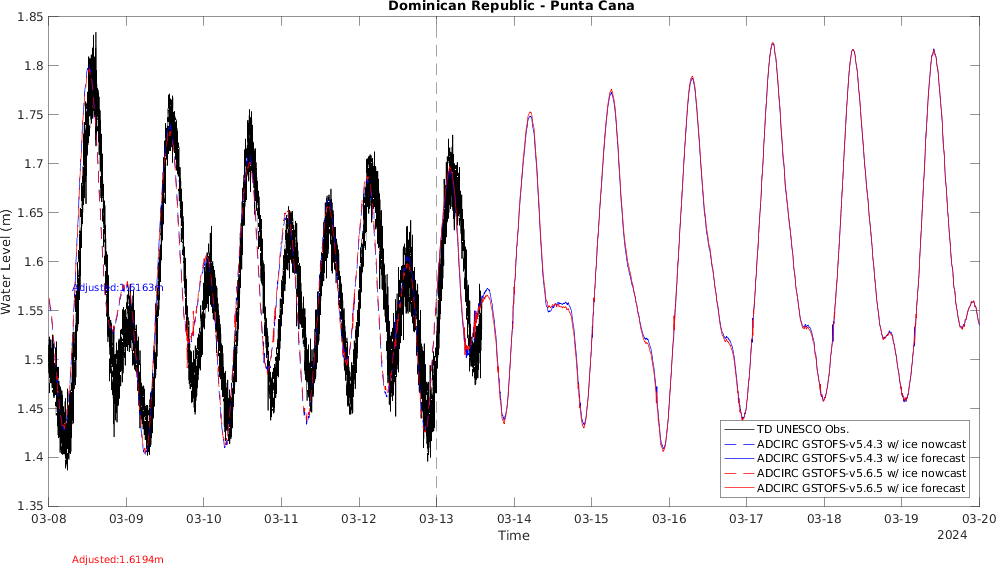 Dominican Republic - Punta Cana
1.85
1.8
1.75
1.7
1.65
1.6
1.55
1.5
1.45
1.4
1.35
Water Level (m)
Adjusted:1.6163m
TD UNESCO Obs.
ADCIRC GSTOFS-v5.4.3 w/ ice nowcast
ADCIRC GSTOFS-v5.4.3 w/ ice forecast
ADCIRC GSTOFS-v5.6.5 w/ ice nowcast
ADCIRC GSTOFS-v5.6.5 w/ ice forecast
03-08 03-09 03-10 03-11 03-12 03-13 03-14 03-15 03-16 03-17 03-18 03-19 03-20
Time
2024
Adjusted:1.6194m